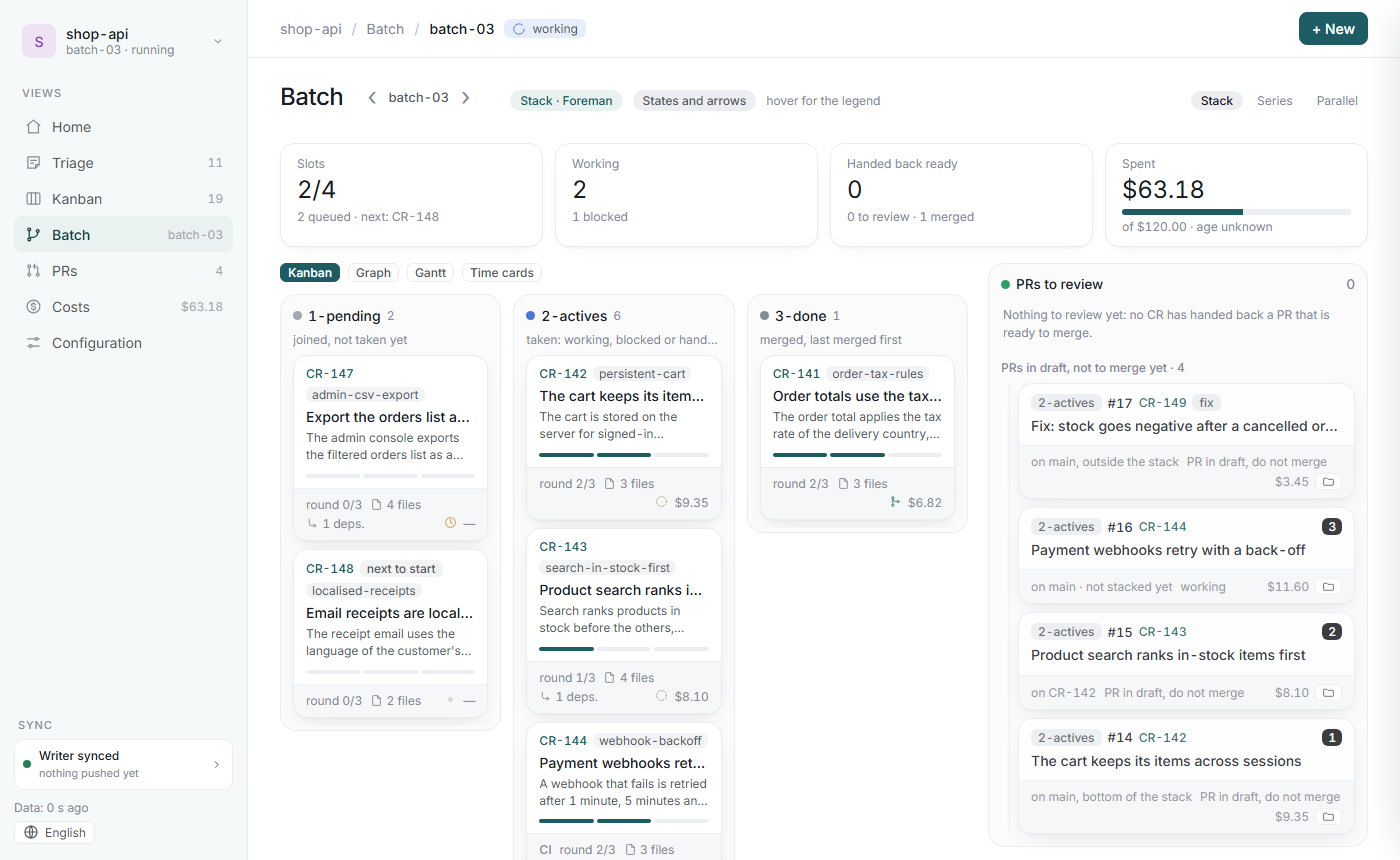 S
shop-api
batch-03 · running
VIEWS
Home
Triage 11
Kanban 19
Batch batch-03
PRs 4
Costs $63.18
Configuration
SYNC
Writer synced
nothing pushed yet
Data: 0 s ago
English
shop-api / Batch / batch-03 working
+ New
Batch
batch-03
Stack · Foreman
States and arrows
hover for the legend
Stack Series Parallel
Slots
2/4
2 queued · next: CR-148
Working
2
1 blocked
Handed back ready
0
0 to review · 1 merged
Spent
$63.18
of $120.00 · age unknown
Kanban Graph Gantt Time cards
1-pending 2
joined, not taken yet
CR-147
admin-csv-export
Export the orders list a...
The admin console exports
the filtered orders list as a...
round 0/3 4 files
1 deps. —
CR-148 next to start
localised-receipts
Email receipts are local...
The receipt email uses the
language of the customer's...
round 0/3 2 files —
2-actives 6
taken: working, blocked or hand...
CR-142 persistent-cart
The cart keeps its item...
The cart is stored on the
server for signed-in...
round 2/3 3 files
$9.35
CR-143
search-in-stock-first
Product search ranks i...
Search ranks products in
stock before the others,...
round 1/3 4 files
1 deps. $8.10
CR-144 webhook-backoff
Payment webhooks ret...
A webhook that fails is retried
after 1 minute, 5 minutes an...
CI round 2/3 3 files
3-done 1
merged, last merged first
CR-141 order-tax-rules
Order totals use the tax...
The order total applies the tax
rate of the delivery country,...
round 2/3 3 files
$6.82
PRs to review 0
Nothing to review yet: no CR has handed back a PR that is
ready to merge.
PRs in draft, not to merge yet · 4
2-actives #17 CR-149 fix
Fix: stock goes negative after a cancelled or...
on main, outside the stack PR in draft, do not merge
$3.45
2-actives #16 CR-144 3
Payment webhooks retry with a back-off
on main · not stacked yet working $11.60
2-actives #15 CR-143 2
Product search ranks in-stock items first
on CR-142 PR in draft, do not merge $8.10
2-actives #14 CR-142 1
The cart keeps its items across sessions
on main, bottom of the stack PR in draft, do not merge
$9.35